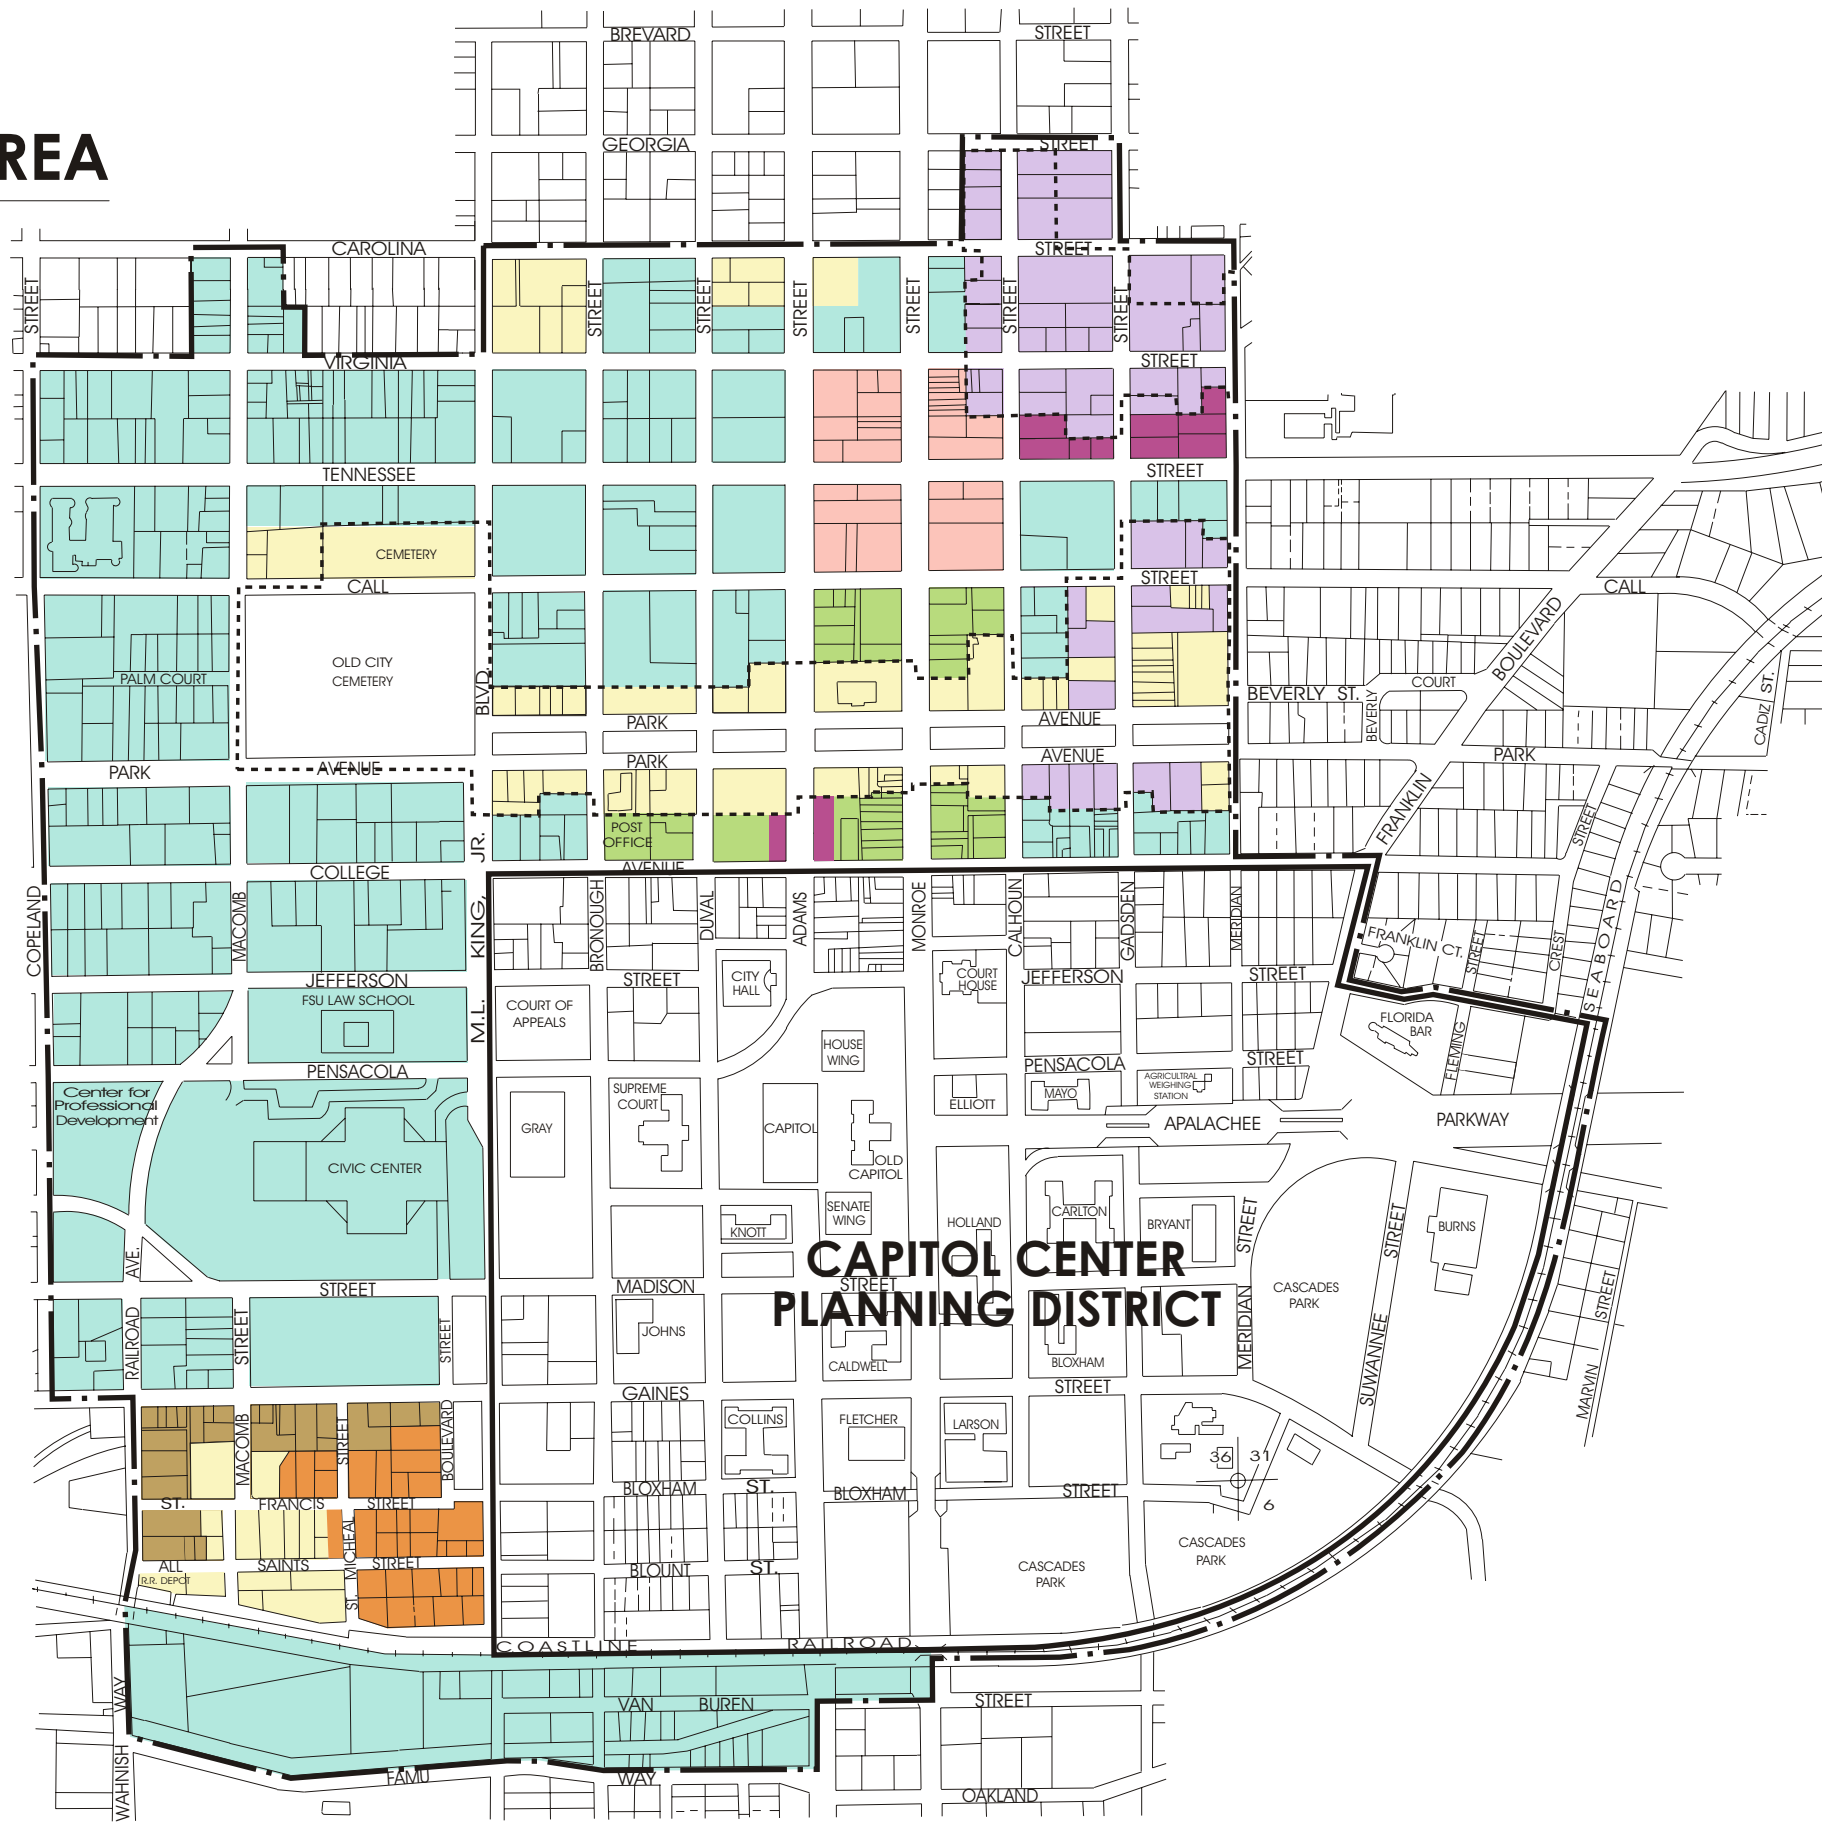 BREVARD
STREET
REA
GEORGIA
STREET
CAROLINA
STREET
STREET
STREET
STREET
STREET
STREET
STREET
STREET
STREET
VIRGINIA
STREET
TENNESSEE
STREET
CEMETERY
CALL
STREET
CALL
OLD CITY
CEMETERY
PALM COURT
BLVD.
BOULEVARD
COURT
BEVERLY ST.
BEVERLY
CADIZ ST.
PARK
AVENUE
PARK
AVENUE
PARK
AVENUE
PARK
FRANKLIN
STREET
POST
OFFICE
JR.
COLLEGE
AVENUE
COPELAND
MACOMB
KING,
BRONOUGH
DUVAL
ADAMS
MONROE
CALHOUN
GADSDEN
MERIDIAN
FRANKLIN CT.
STREET
CREST
SEABOARD
JEFFERSON
STREET
CITY
HALL
COURT
HOUSE
JEFFERSON
STREET
FSU LAW SCHOOL
M.L.
COURT OF
APPEALS
FLORIDA
BAR
FLEMING
HOUSE
WING
PENSACOLA
PENSACOLA
STREET
Center for
Professional
Development
SUPREME
COURT
ELLIOTT
MAYO
AGRICULTRAL
WEIGHING
STATION
GRAY
CAPITOL
APALACHEE
PARKWAY
CIVIC CENTER
OLD
CAPITOL
SENATE
WING
KNOTT
HOLLAND
CARLTON
BRYANT
STREET
STREET
BURNS
AVE.
CAPITOL CENTER
PLANNING DISTRICT
STREET
MADISON
STREET
CASCADES
PARK
STREET
RAILROAD
STREET
STREET
JOHNS
CALDWELL
BLOXHAM
MERIDIAN
SUWANNEE
MARVIN
GAINES
STREET
MACOMB
STREET
BOULEVARD
COLLINS
FLETCHER
LARSON
36
31
6
BLOXHAM
ST.
BLOXHAM
STREET
ST.
FRANCIS
STREET
CASCADES
PARK
ST. MICHEAL
ALL
SAINTS
STREET
R.R. DEPOT
BLOUNT
ST.
CASCADES
PARK
COASTLINE
RAILROAD
WAHNISH WAY
VAN
BUREN
STREET
FAMU
WAY
OAKLAND